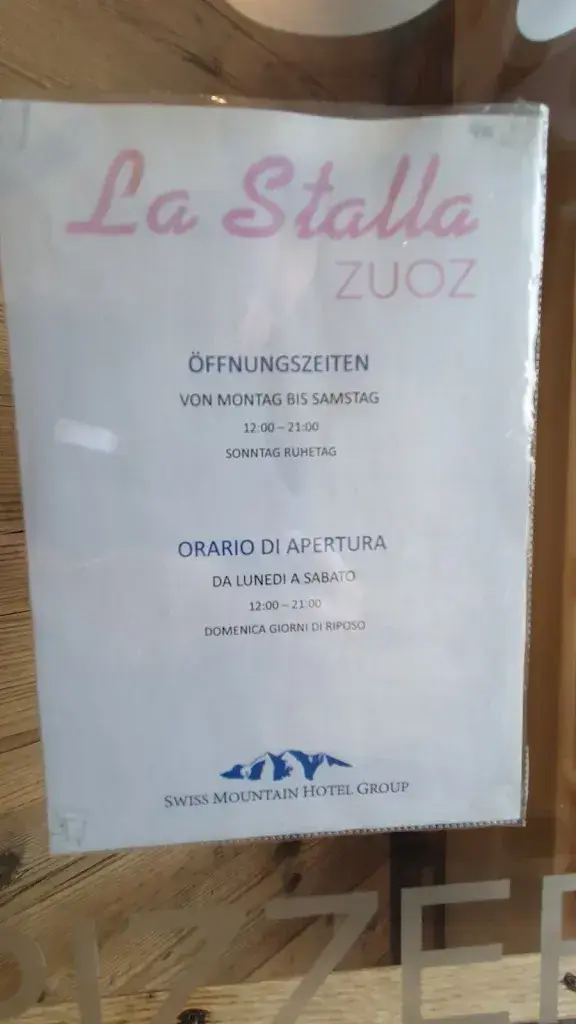 La Stalla
ZUOZ
ÖFFNUNGSZEITEN
VON MONTAG BIS SAMSTAG
12:00 – 21:00
SONNTAG RUHETAG
ORARIO DI APERTURA
DA LUNEDI A SABATO
12:00 – 21:00
DOMENICA GIORNI DI RIPOSO
SWISS MOUNTAIN HOTEL GROUP
PIZZE